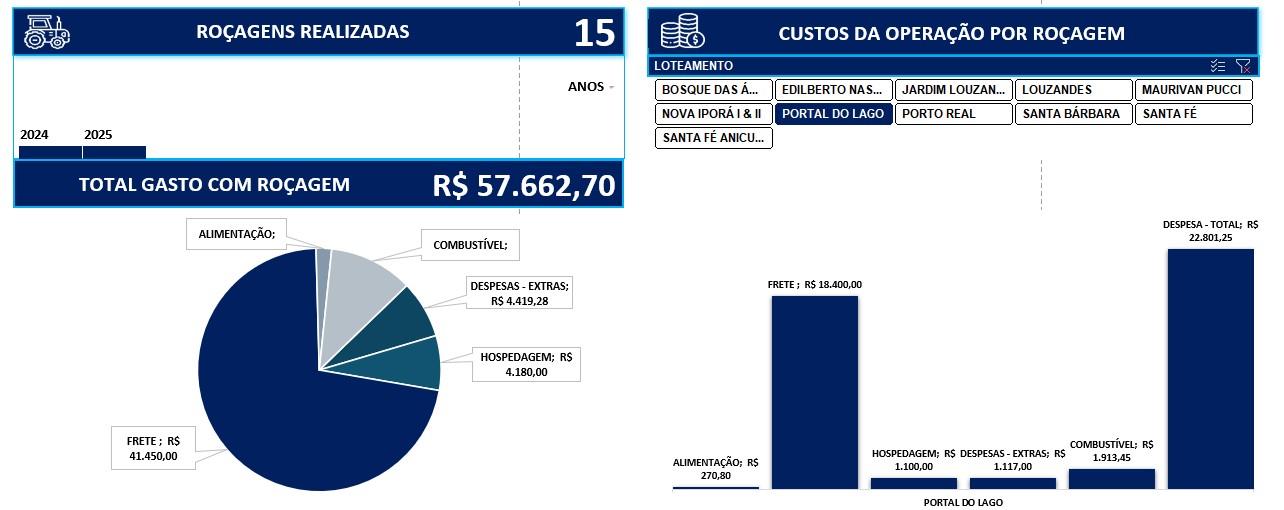 ROÇAGENS REALIZADAS
15
ANOS
2024
2025
TOTAL GASTO COM ROÇAGEM
R$ 57.662,70
ALIMENTAÇÃO;
COMBUSTÍVEL;
DESPESAS - EXTRAS;
R$ 4.419,28
HOSPEDAGEM; R$
4.180,00
FRETE ; R$
41.450,00
CUSTOS DA OPERAÇÃO POR ROÇAGEM
LOTEAMENTO
BOSQUE DAS Á...
EDILBERTO NAS...
JARDIM LOUZAN...
LOUZANDES
MAURIVAN PUCCI
NOVA IPORÁ I & II
PORTAL DO LAGO
PORTO REAL
SANTA BÁRBARA
SANTA FÉ
SANTA FÉ ANICU...
DESPESA - TOTAL; R$
22.801,25
FRETE ; R$ 18.400,00
ALIMENTAÇÃO; R$
270,80
HOSPEDAGEM; R$
1.100,00
DESPESAS - EXTRAS; R$
1.117,00
COMBUSTÍVEL; R$
1.913,45
PORTAL DO LAGO